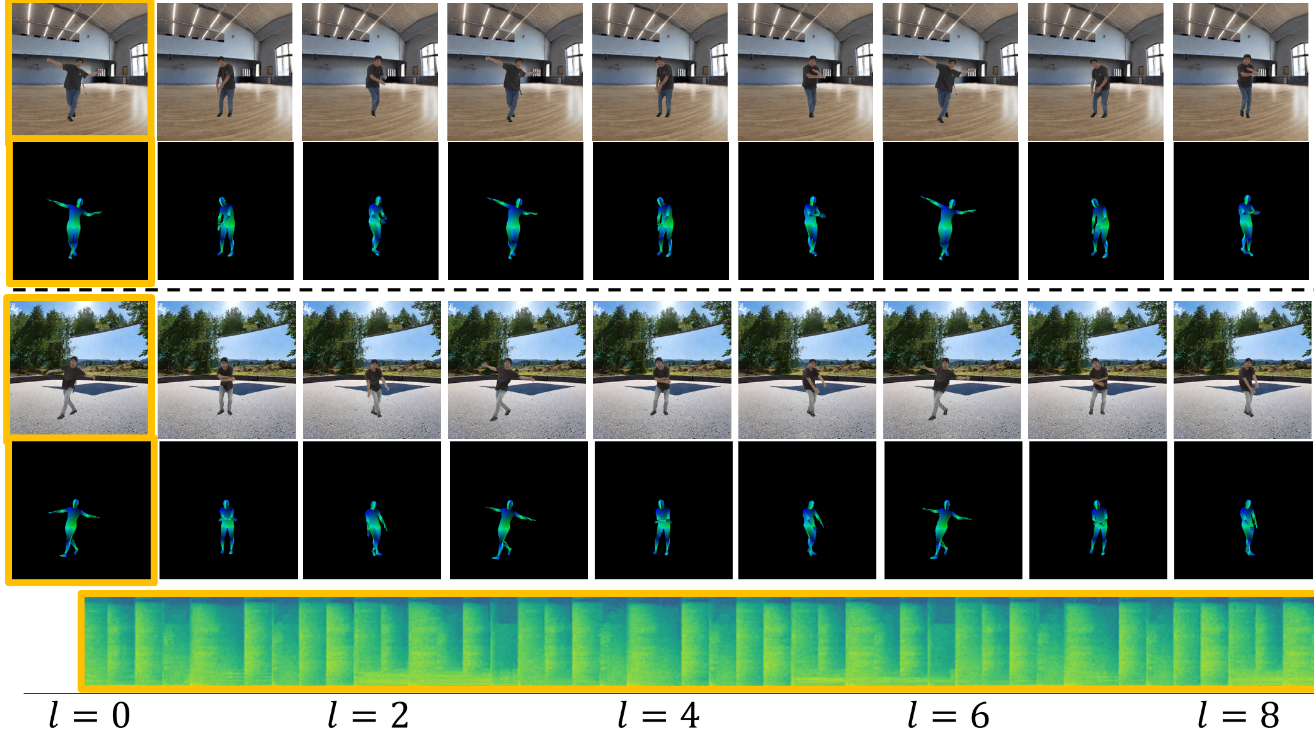 l = 0 l = 2 l = 4 l = 6 l = 8